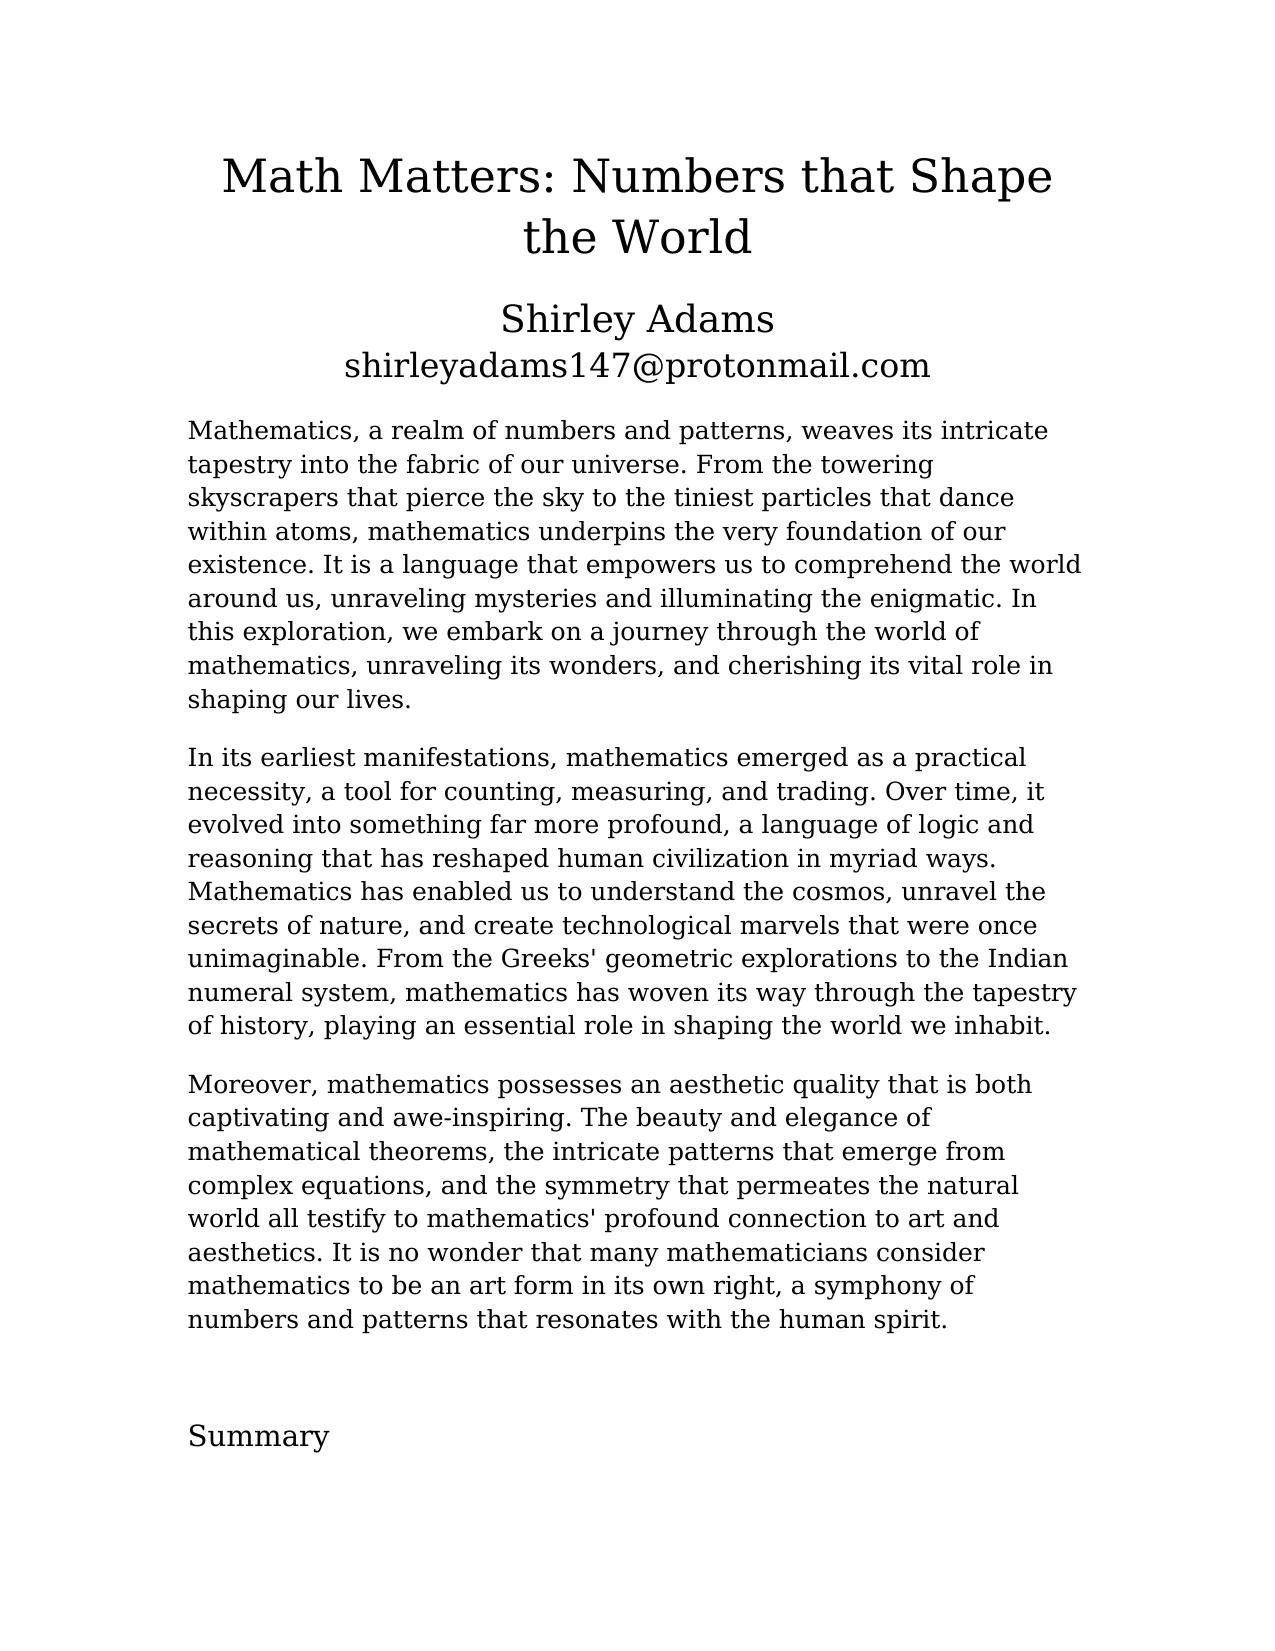 Math Matters: Numbers that Shape
the World
Shirley Adams
shirleyadams147@protonmail.com
Mathematics, a realm of numbers and patterns, weaves its intricate
tapestry into the fabric of our universe. From the towering
skyscrapers that pierce the sky to the tiniest particles that dance
within atoms, mathematics underpins the very foundation of our
existence. It is a language that empowers us to comprehend the world
around us, unraveling mysteries and illuminating the enigmatic. In
this exploration, we embark on a journey through the world of
mathematics, unraveling its wonders, and cherishing its vital role in
shaping our lives.
In its earliest manifestations, mathematics emerged as a practical
necessity, a tool for counting, measuring, and trading. Over time, it
evolved into something far more profound, a language of logic and
reasoning that has reshaped human civilization in myriad ways.
Mathematics has enabled us to understand the cosmos, unravel the
secrets of nature, and create technological marvels that were once
unimaginable. From the Greeks' geometric explorations to the Indian
numeral system, mathematics has woven its way through the tapestry
of history, playing an essential role in shaping the world we inhabit.
Moreover, mathematics possesses an aesthetic quality that is both
captivating and awe-inspiring. The beauty and elegance of
mathematical theorems, the intricate patterns that emerge from
complex equations, and the symmetry that permeates the natural
world all testify to mathematics' profound connection to art and
aesthetics. It is no wonder that many mathematicians consider
mathematics to be an art form in its own right, a symphony of
numbers and patterns that resonates with the human spirit.
Summary